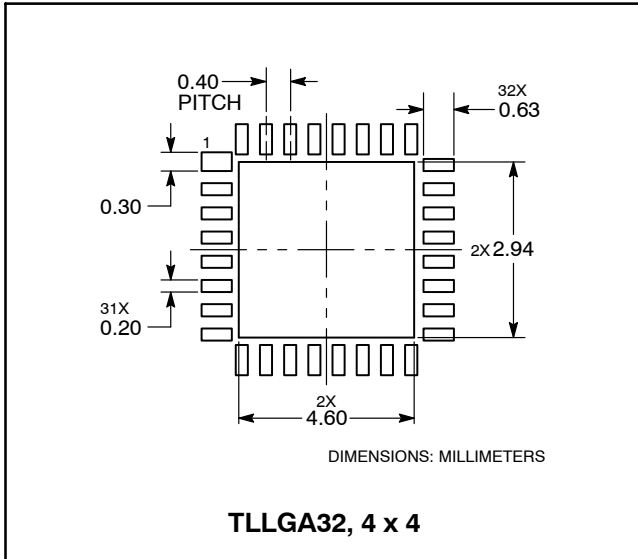 0.40
PITCH
32X
0.63
1
0.30
2X 2.94
31X
0.20
2X
4.60
DIMENSIONS: MILLIMETERS
TLLGA32, 4 x 4